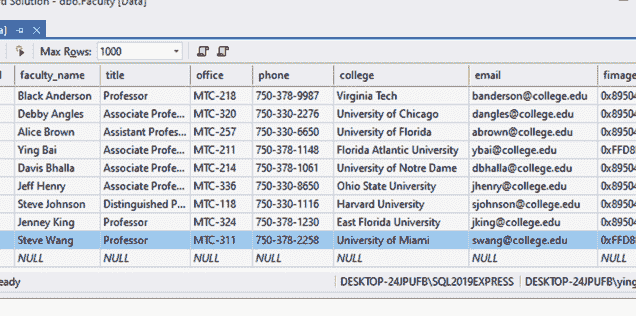 d Solution - dbo.Faculty [Data]
Max Rows: 1000
faculty_name title office phone college email fimage
Black Anderson Professor MTC-218 750-378-9987 Virginia Tech banderson@college.edu 0x89504
Debby Angles Associate Profe... MTC-320 750-330-2276 University of Chicago dangles@college.edu 0x89504
Alice Brown Assistant Profes... MTC-257 750-330-6650 University of Florida abrown@college.edu 0x89504
Ying Bai Associate Profe... MTC-211 750-378-1148 Florida Atlantic University ybai@college.edu 0xFFD8
Davis Bhalla Associate Profe... MTC-214 750-378-1061 University of Notre Dame dbhalla@college.edu 0x89504
Jeff Henry Associate Profe... MTC-336 750-330-8650 Ohio State University jhenry@college.edu 0x89504
Steve Johnson Distinguished P... MTC-118 750-330-1116 Harvard University sjohnson@college.edu 0x89504
Jenney King Professor MTC-324 750-378-1230 East Florida University jking@college.edu 0x89504
Steve Wang Professor MTC-311 750-378-2258 University of Miami swang@college.edu 0xFFD8
NULL NULL NULL NULL NULL NULL NULL
eady DESKTOP-24JPUFB\SQL2019EXPRESS DESKTOP-24JPUFB\ying